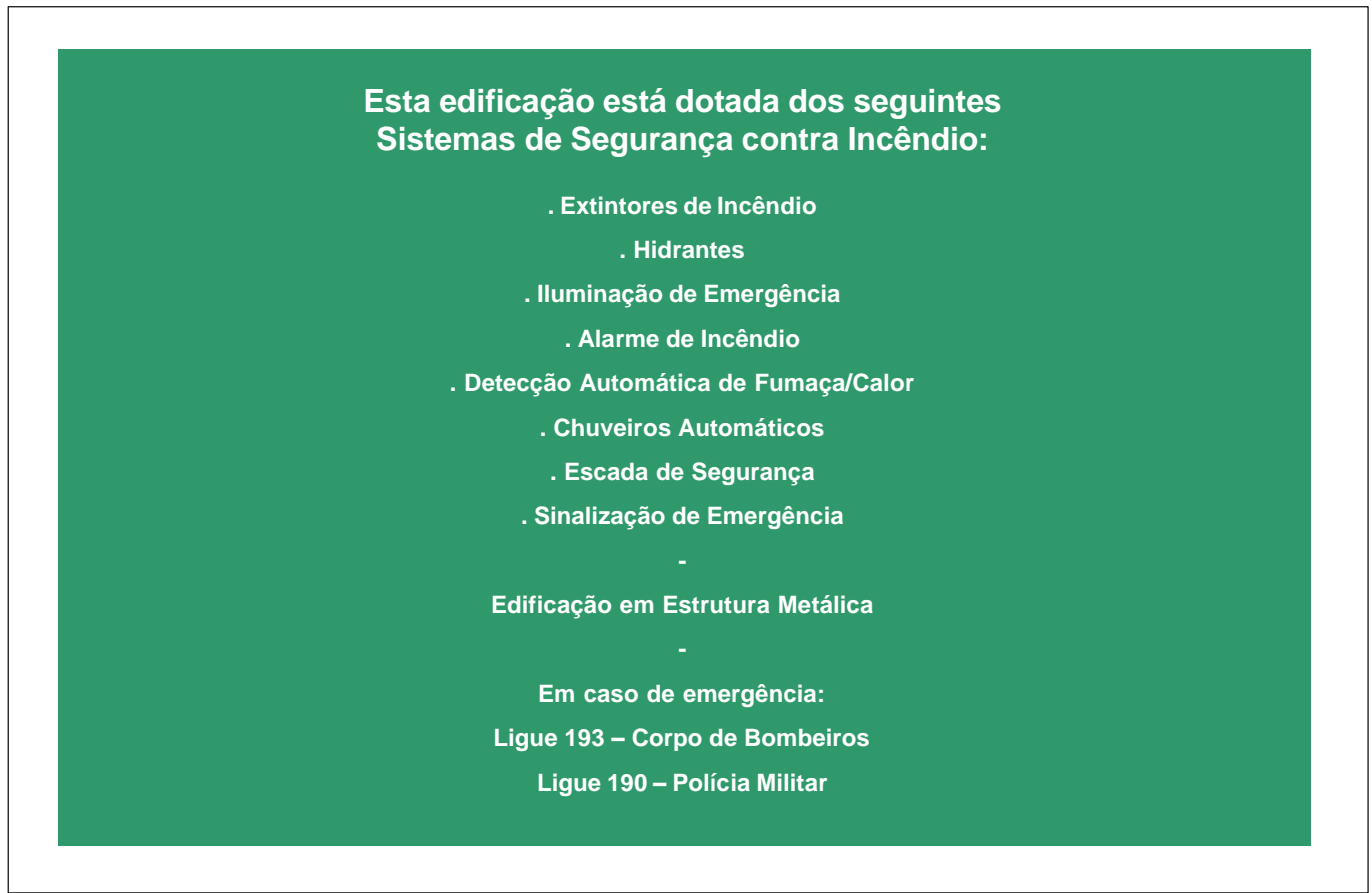 Esta edificação está dotada dos seguintes
Sistemas de Segurança contra Incêndio:
. Extintores de Incêndio
. Hidrantes
. Iluminação de Emergência
. Alarme de Incêndio
. Detecção Automática de Fumaça/Calor
. Chuveiros Automáticos
. Escada de Segurança
. Sinalização de Emergência
-
Edificação em Estrutura Metálica
-
Em caso de emergência:
Ligue 193 – Corpo de Bombeiros
Ligue 190 – Polícia Militar